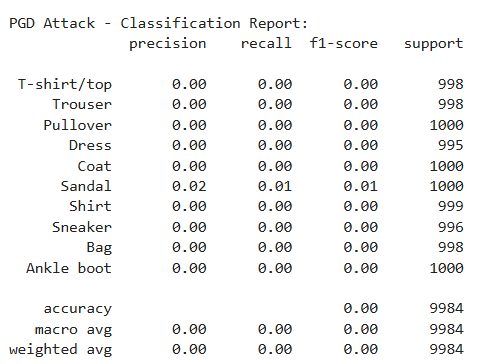 PGD Attack - Classification Report:
precision recall f1-score support
T-shirt/top 0.00 0.00 0.00 998
Trouser 0.00 0.00 0.00 998
Pullover 0.00 0.00 0.00 1000
Dress 0.00 0.00 0.00 995
Coat 0.00 0.00 0.00 1000
Sandal 0.02 0.01 0.01 1000
Shirt 0.00 0.00 0.00 999
Sneaker 0.00 0.00 0.00 996
Bag 0.00 0.00 0.00 998
Ankle boot 0.00 0.00 0.00 1000
accuracy 0.00 9984
macro avg 0.00 0.00 0.00 9984
weighted avg 0.00 0.00 0.00 9984